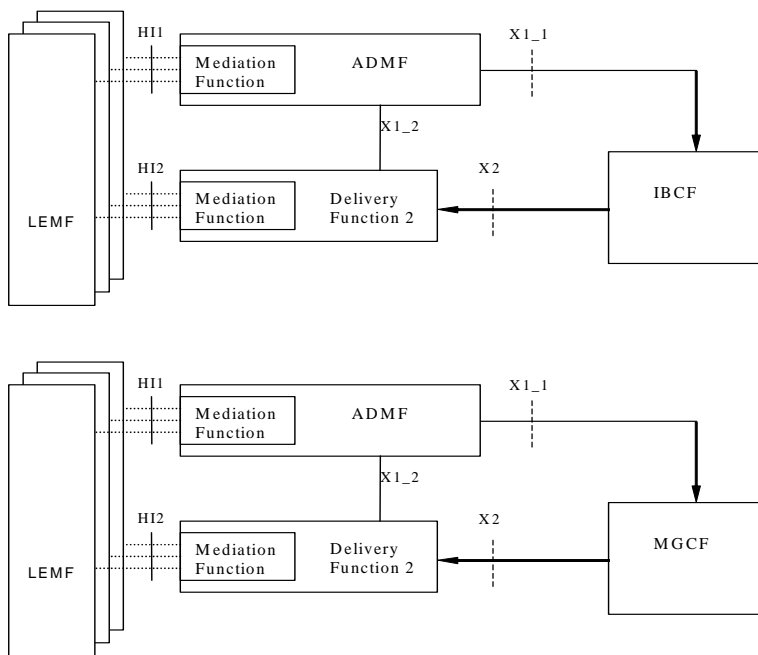 HI1
X1_1
Mediation
Function
ADMF
X1_2
HI2
X2
Mediation
Function
Delivery
Function 2
IBCF
LEMF
HI1
X1_1
Mediation
Function
ADMF
X1_2
HI2
X2
Mediation
Function
Delivery
Function 2
MGCF
LEMF